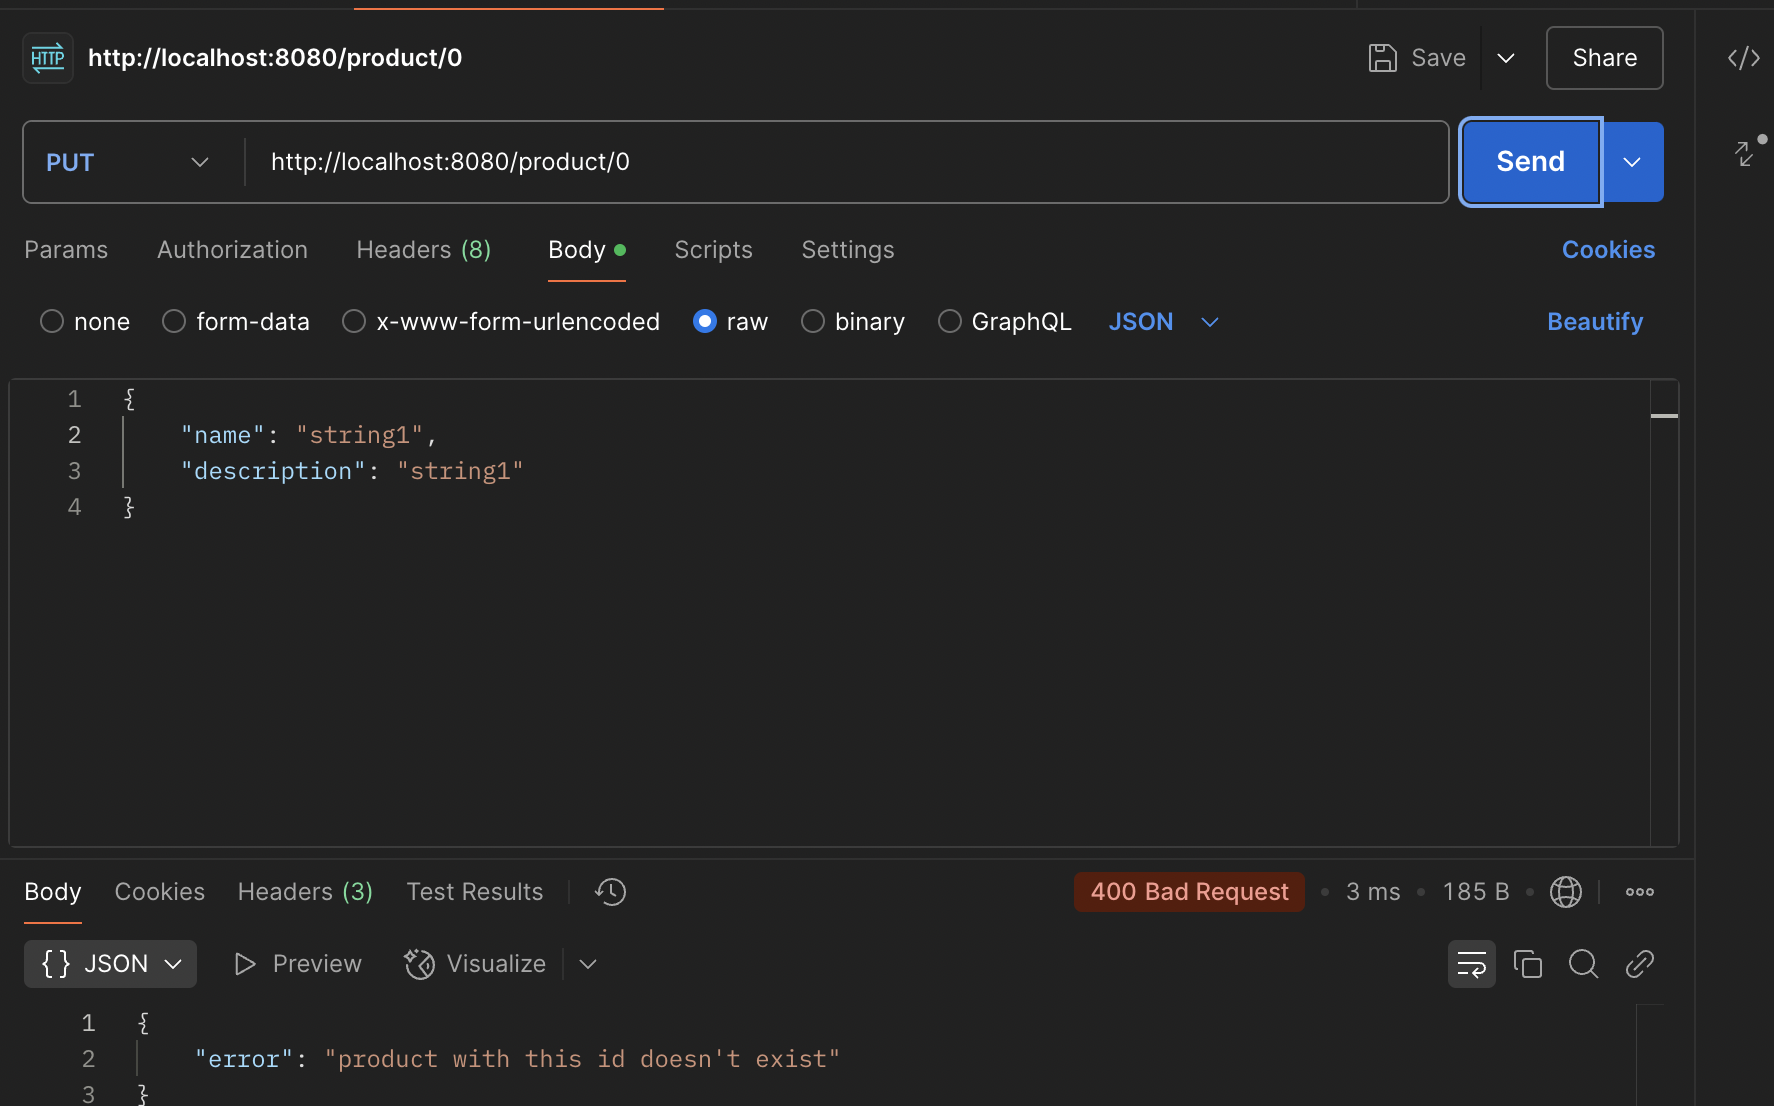 HTTP http://localhost:8080/product/0 Save Share
PUT http://localhost:8080/product/0 Send
Params Authorization Headers (8) Body Scripts Settings Cookies
none form-data x-www-form-urlencoded raw binary GraphQL JSON Beautify
1 {
2 "name": "string1",
3 "description": "string1"
4 }
Body Cookies Headers (3) Test Results 400 Bad Request • 3 ms • 185 B •
{} JSON Preview Visualize
1 {
2 "error": "product with this id doesn't exist"
3 }